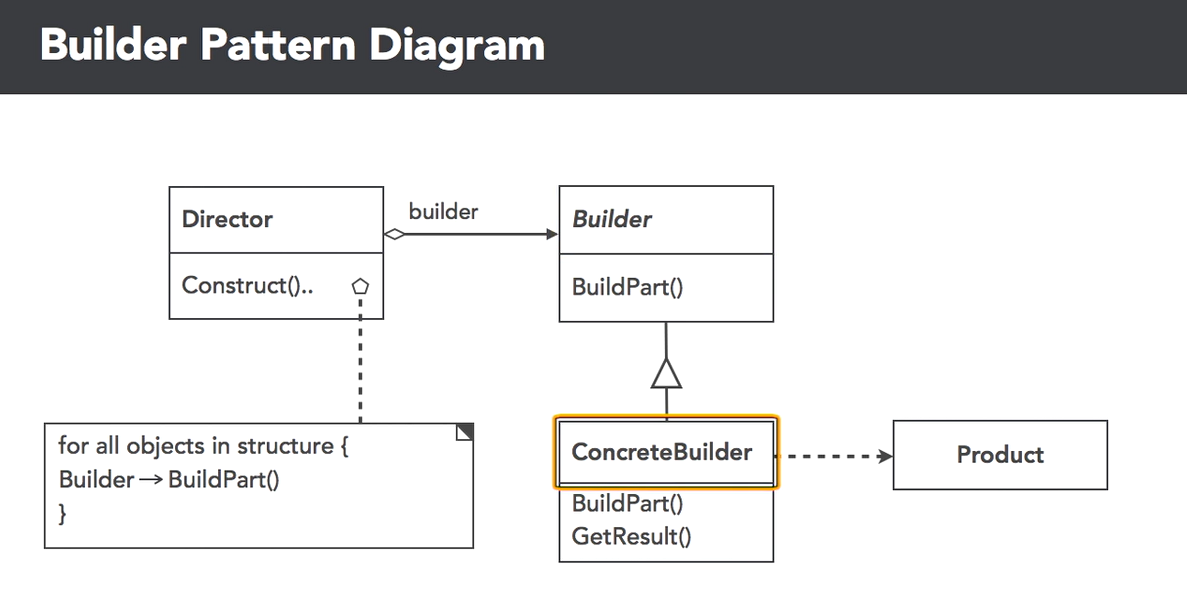 Builder Pattern Diagram
Director
builder
Builder
Construct()..
BuildPart()
for all objects in structure {
Builder → BuildPart()
}
ConcreteBuilder
Product
BuildPart()
GetResult()